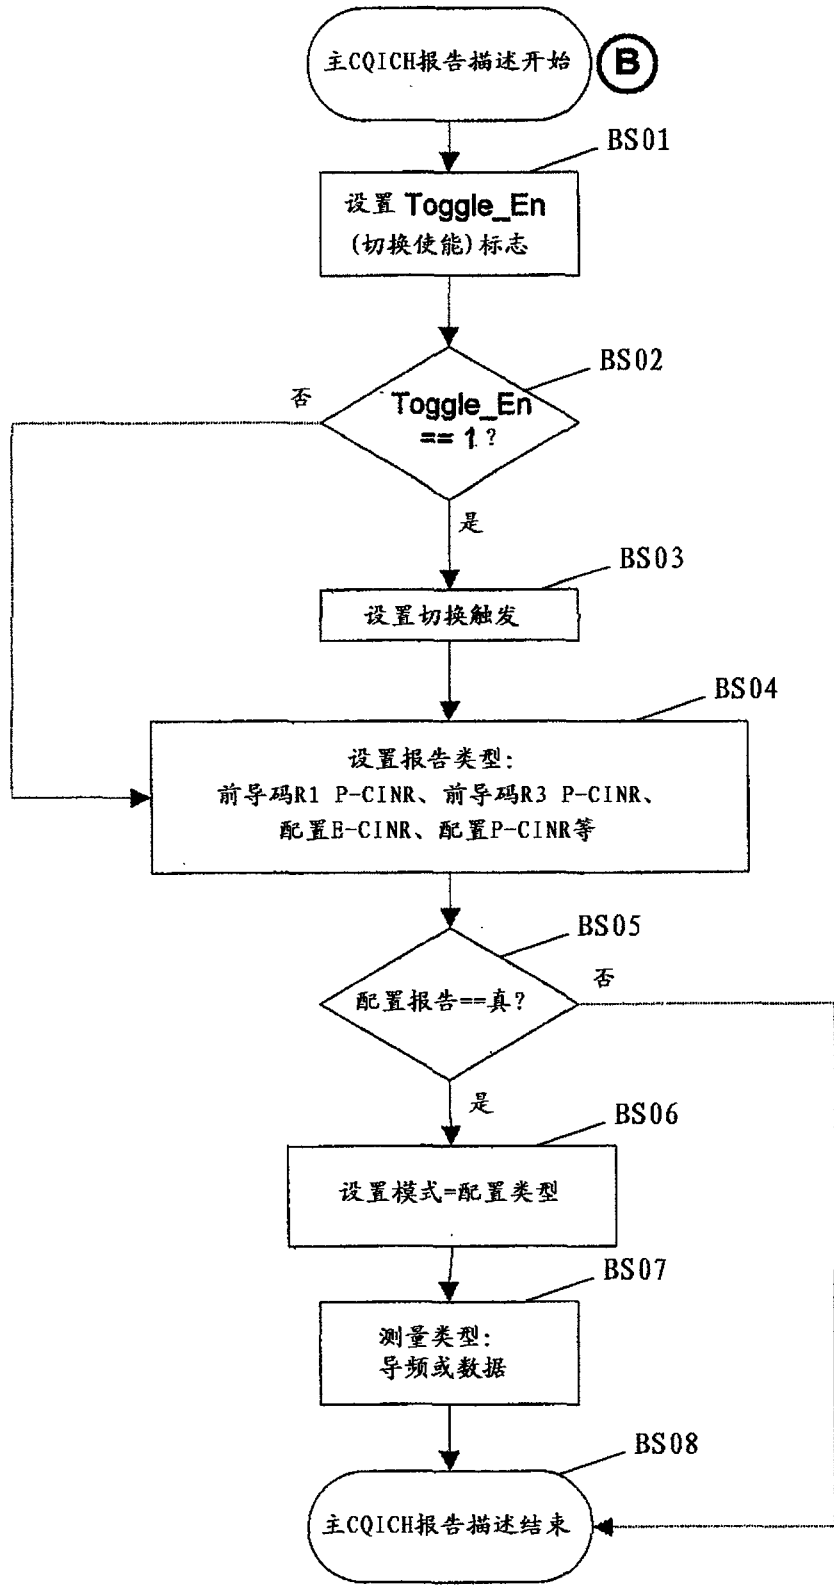 主CQICH报告描述开始
B
BS01
设置 Toggle_En
(切换使能)标志
BS02
否
Toggle_En
== 1?
是
BS03
设置切换触发
BS04
设置报告类型:
前导码R1 P-CINR、前导码R3 P-CINR、
配置E-CINR、配置P-CINR等
BS05
否
配置报告==真?
是
BS06
设置模式=配置类型
BS07
测量类型:
导频或数据
BS08
主CQICH报告描述结束